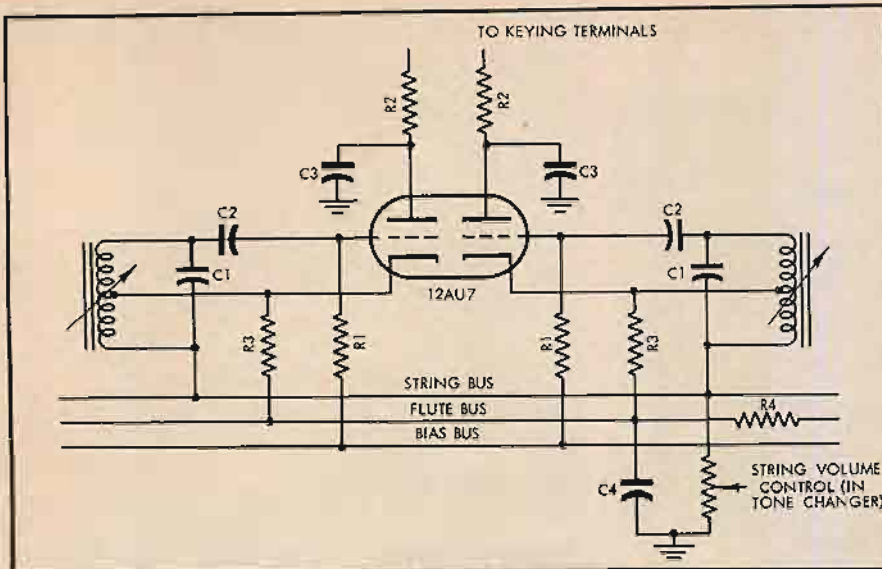 TO KEYING TERMINALS
R2
R2
C3
C3
C2
C2
C1
C1
12AU7
R3
R1
R1
R3
STRING BUS
FLUTE BUS
R4
BIAS BUS
C4
STRING VOLUME
CONTROL (IN
TONE CHANGER)